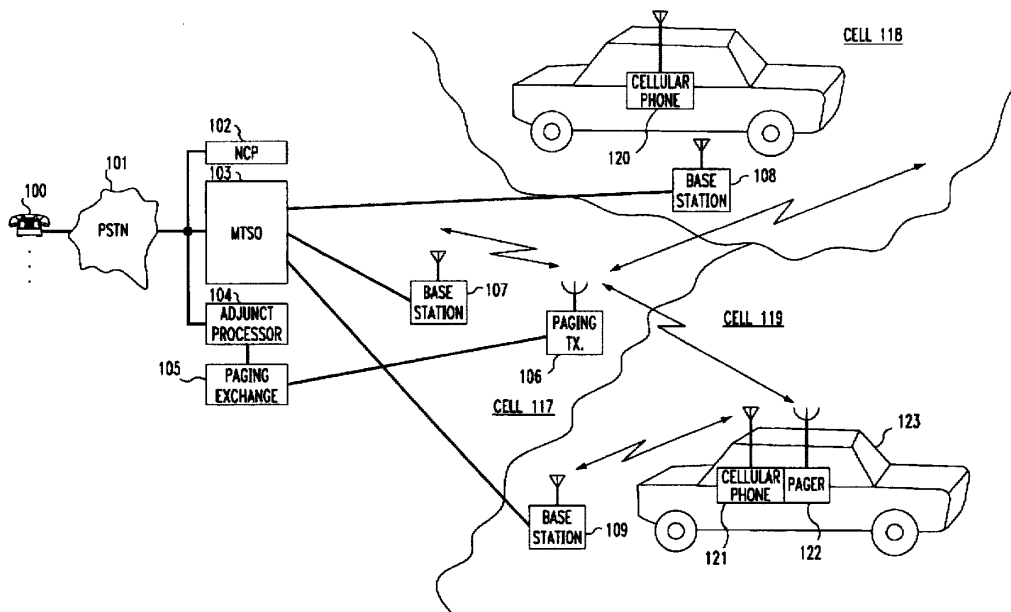 CELL 118
CELLULAR
PHONE
120
102
NCP
103
MTSO
101
PSTN
100
BASE
STATION
108
104
ADJUNCT
PROCESSOR
105
PAGING
EXCHANGE
BASE
STATION
107
PAGING
TX.
106
CELL 119
CELL 117
123
CELLULAR
PHONE
PAGER
121
122
BASE
STATION
109